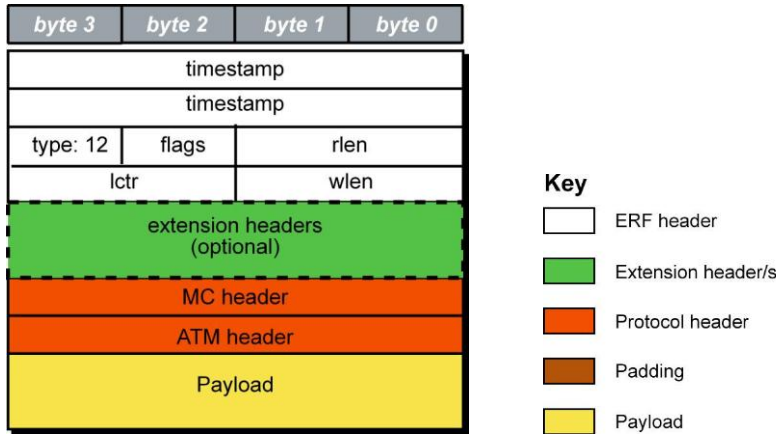 byte 3 byte 2 byte 1 byte 0
timestamp
timestamp
type: 12 flags rlen
lctr wlen
extension headers
(optional)
MC header
ATM header
Payload
Key
ERF header
Extension header/s
Protocol header
Padding
Payload